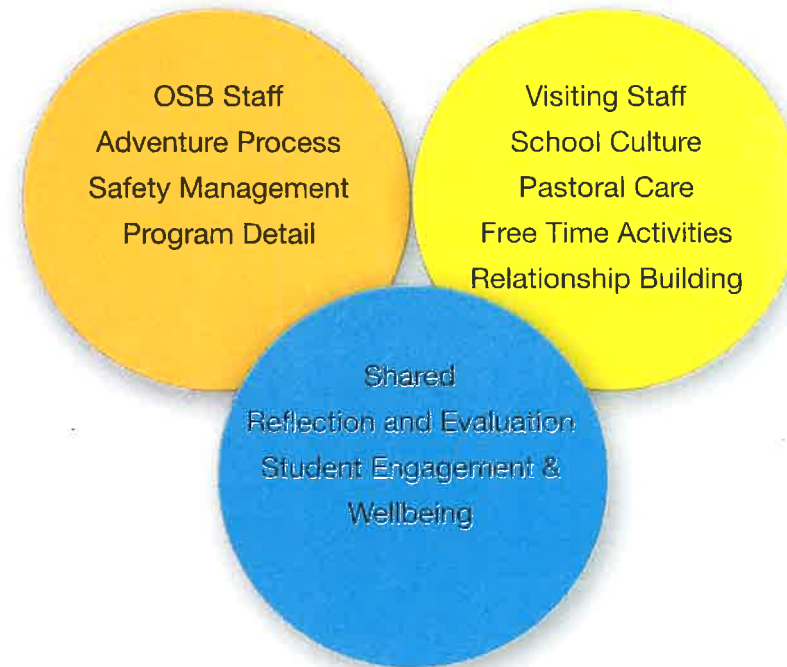 OSB Staff
Adventure Process
Safety Management
Program Detail
Visiting Staff
School Culture
Pastoral Care
Free Time Activities
Relationship Building
Shared
Reflection and Evaluation
Student Engagement &
Wellbeing